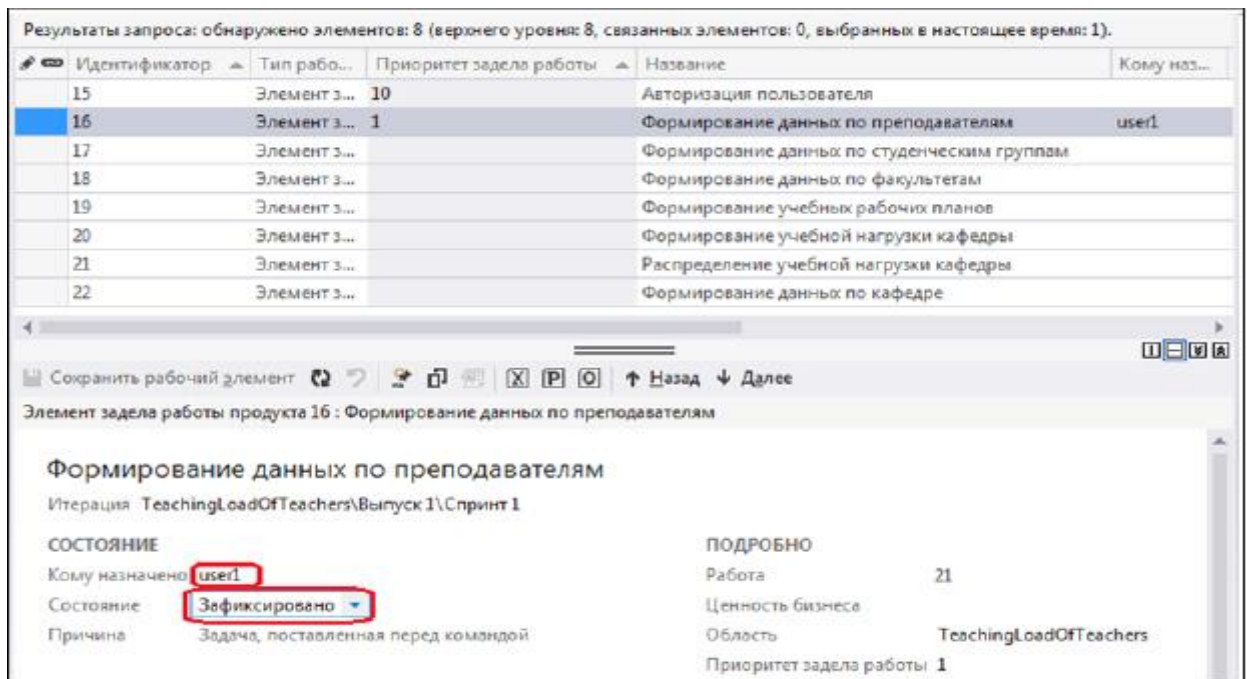 Результаты запроса: обнаружено элементов: 8 (верхнего уровня: 8, связанных элементов: 0, выбранных в настоящее время: 1).
Идентификатор Тип рабо... Приоритет задела работы Название Кому наз...
15 Элемент з... 10 Авторизация пользователя
16 Элемент з... 1 Формирование данных по преподавателям user1
17 Элемент з... Формирование данных по студенческим группам
18 Элемент з... Формирование данных по факультетам
19 Элемент з... Формирование учебных рабочих планов
20 Элемент з... Формирование учебной нагрузки кафедры
21 Элемент з... Распределение учебной нагрузки кафедры
22 Элемент з... Формирование данных по кафедре
Сохранить рабочий элемент X P O Назад Далее
Элемент задела работы продукта 16 : Формирование данных по преподавателям
Формирование данных по преподавателям
Итерация TeachingLoadOfTeachers\Выпуск 1\Спринт 1
СОСТОЯНИЕ ПОДРОБНО
Кому назначено user1 Работа 21
Состояние Зафиксировано Ценность бизнеса
Причина Задача, поставленная перед командой Область TeachingLoadOfTeachers
Приоритет задела работы 1